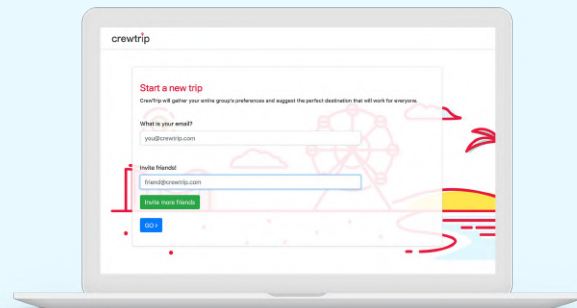 crewtrip
Start a new trip
CrewTrip will gather your entire group's preferences and suggest the perfect destination that will work for everyone.
What is your email?
you@crewtrip.com
Invite friends!
friend@crewtrip.com
Invite more friends
GO >